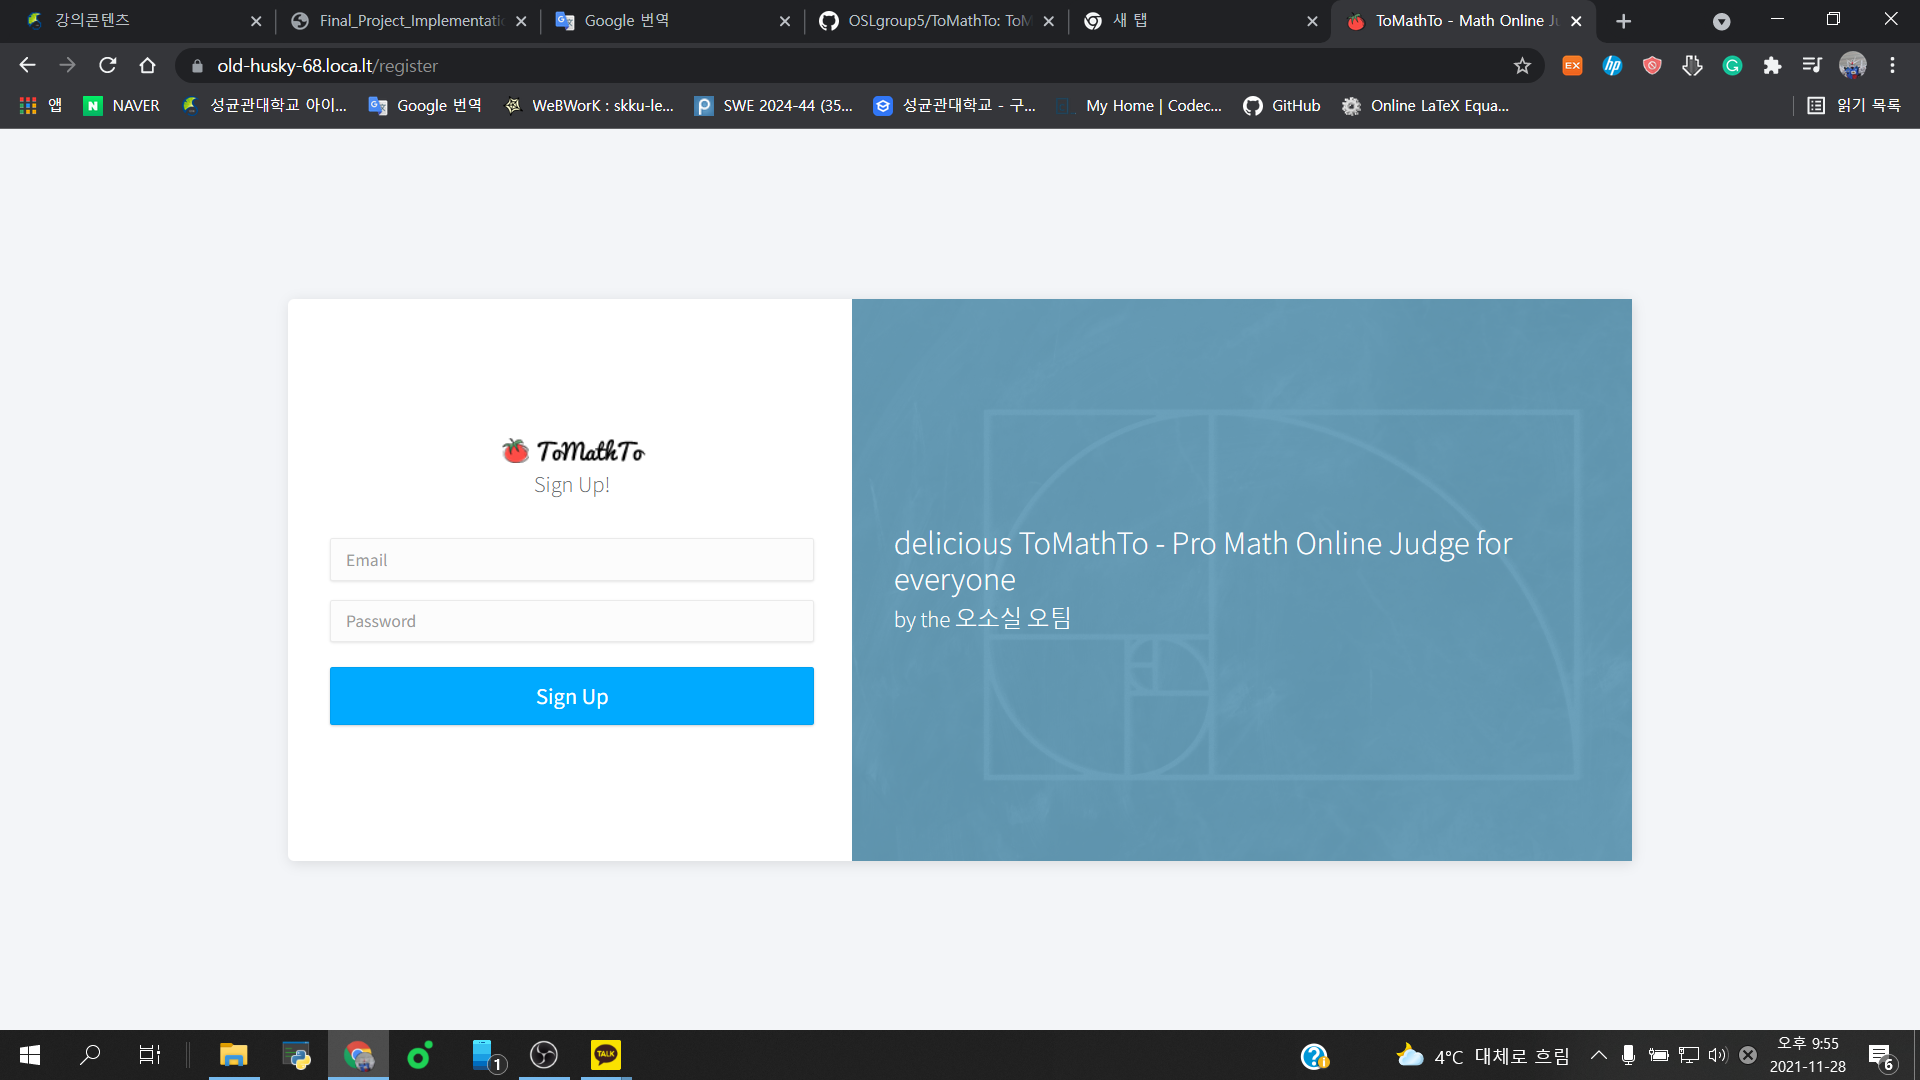 강의콘텐츠
Final_Project_Implementatio
Google 번역
OSLgroup5/ToMathTo: ToM
새 탭
ToMathTo - Math Online Ju
old-husky-68.loca.lt/register
앱
NAVER
성균관대학교 아이...
Google 번역
WeBWorK : skku-le...
SWE 2024-44 (35...
성균관대학교 - 구...
My Home | Codec...
GitHub
Online LaTeX Equa...
읽기 목록
ToMathTo
Sign Up!
Email
Password
Sign Up
delicious ToMathTo - Pro Math Online Judge for
everyone
by the 오소실 오팀
1
TALK
4°C 대체로 흐림
오후 9:55
2021-11-28
6